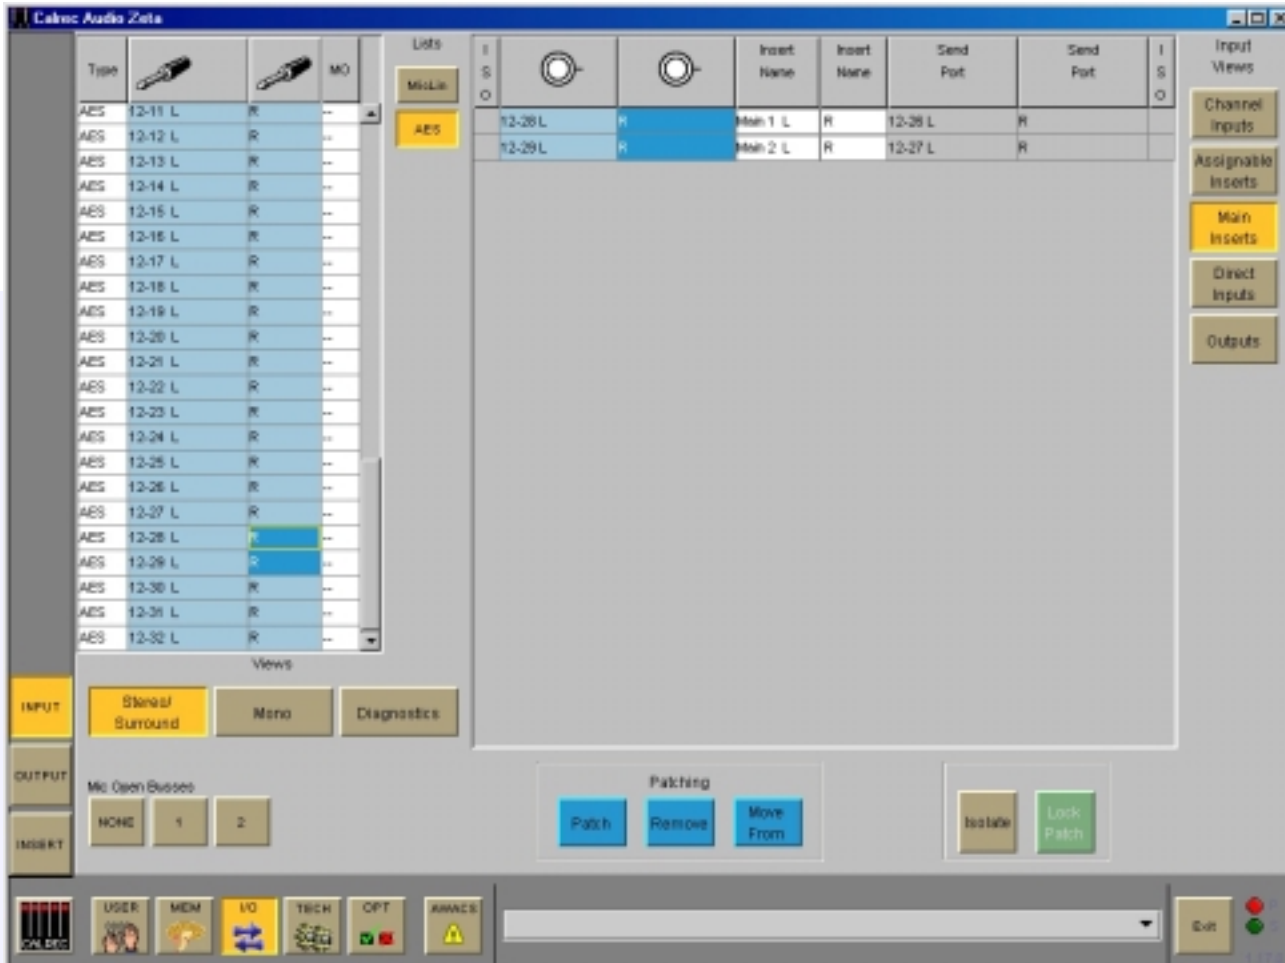 Calrec Audio Zeta
Type MO
AES 12-11 L R --
AES 12-12 L R --
AES 12-13 L R --
AES 12-14 L R --
AES 12-15 L R --
AES 12-16 L R --
AES 12-17 L R --
AES 12-18 L R --
AES 12-19 L R --
AES 12-20 L R --
AES 12-21 L R --
AES 12-22 L R --
AES 12-23 L R --
AES 12-24 L R --
AES 12-25 L R --
AES 12-26 L R --
AES 12-27 L R --
AES 12-28 L R --
AES 12-29 L R --
AES 12-30 L R --
AES 12-31 L R --
AES 12-32 L R --
Lists
Mic/Lin
AES
ISO Insert Name Insert Name Send Port Send Port ISO
12-28 L R Main 1 L R 12-26 L R
12-29 L R Main 2 L R 12-27 L R
Input
Views
Channel
Inputs
Assignable
Inserts
Main
Inserts
Direct
Inputs
Outputs
Views
Stereo/
Surround
Mono
Diagnostics
INPUT
OUTPUT
INSERT
Mic Open Busses
NONE 1 2
Patching
Patch
Remove
Move
From
Isolate
Lock
Patch
CALREC
USER
MEM
I/O
TECH
OPT
AWACS
Exit